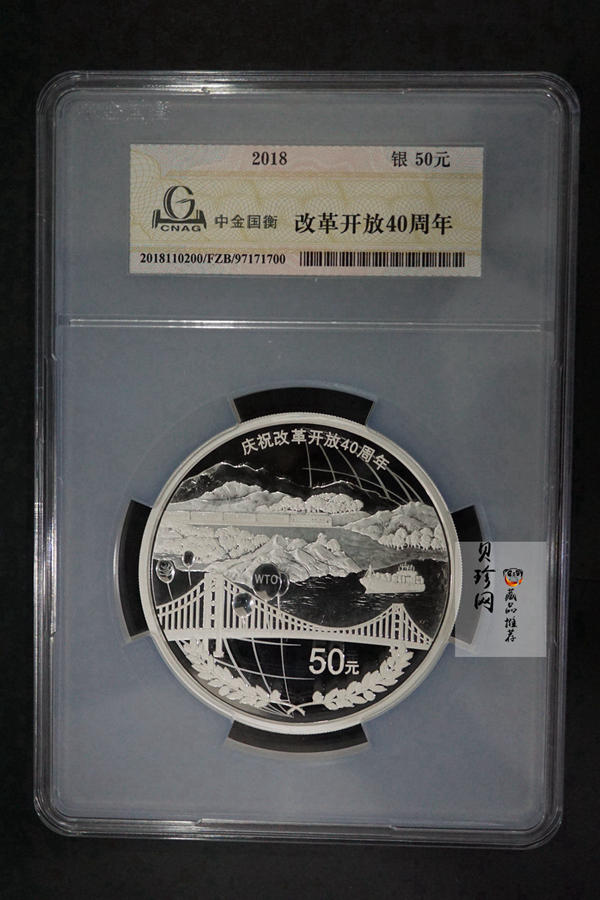 2018 银 50元
CNAG 中金国衡 改革开放40周年
2018110200/FZB/97171700
庆祝改革开放40周年
WTO
50元
贝珍网
藏品
推荐